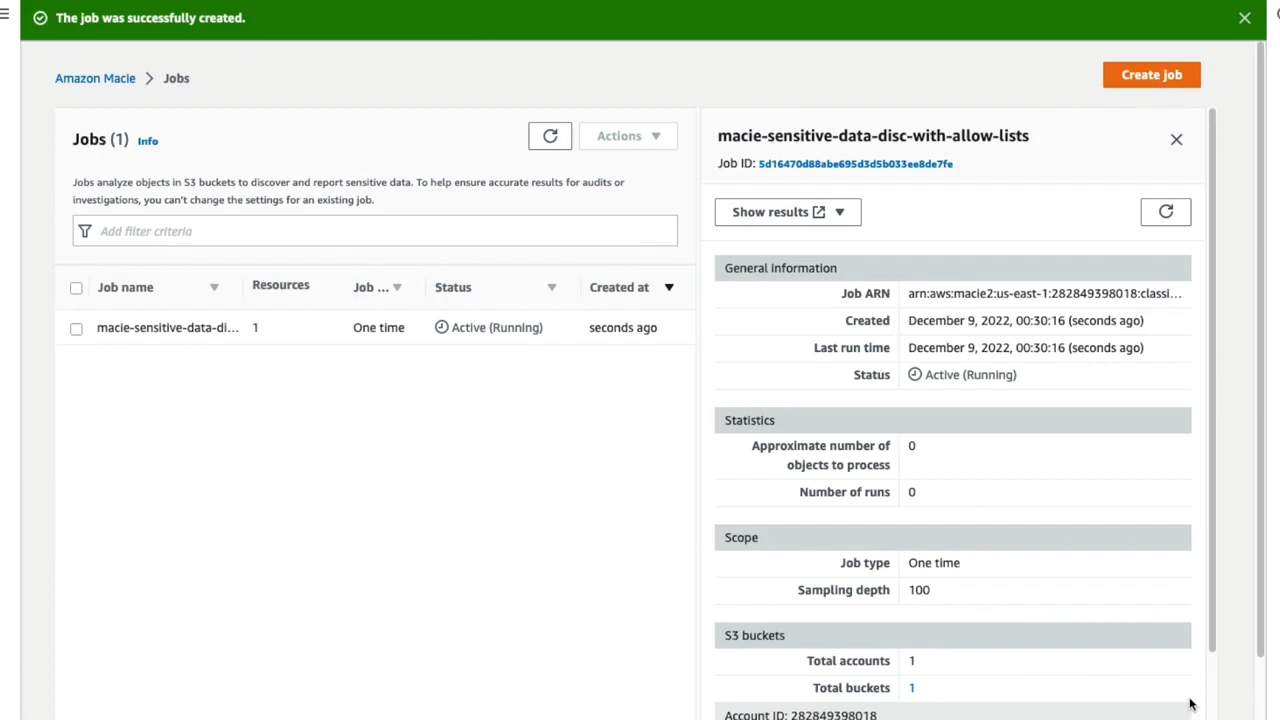 The job was successfully created.
Amazon Macie > Jobs
Create job
Jobs (1) Info
Actions
Jobs analyze objects in S3 buckets to discover and report sensitive data. To help ensure accurate results for audits or
investigations, you can't change the settings for an existing job.
Add filter criteria
Job name Resources Job ... Status Created at
macie-sensitive-data-di... 1 One time Active (Running) seconds ago
macie-sensitive-data-disc-with-allow-lists
Job ID: 5d16470d88abe695d3d5b033ee8de7fe
Show results
General information
Job ARN arn:aws:macie2:us-east-1:282849398018:classi...
Created December 9, 2022, 00:30:16 (seconds ago)
Last run time December 9, 2022, 00:30:16 (seconds ago)
Status Active (Running)
Statistics
Approximate number of
objects to process 0
Number of runs 0
Scope
Job type One time
Sampling depth 100
S3 buckets
Total accounts 1
Total buckets 1
Account ID: 282849398018